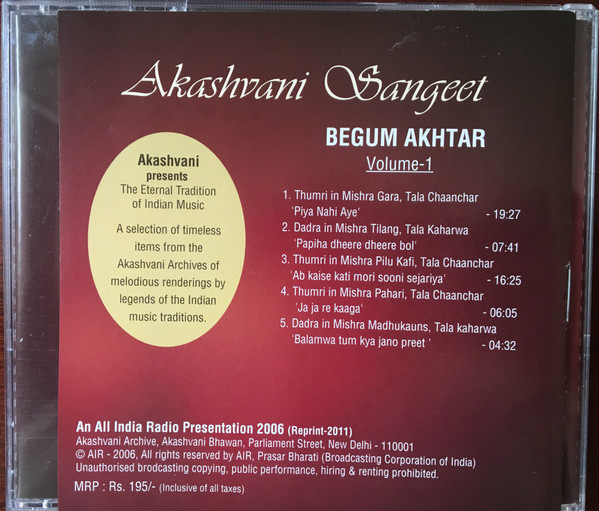 Akashvani Sangeet
BEGUM AKHTAR
Volume-1
Akashvani
presents
The Eternal Tradition
of Indian Music
A selection of timeless
items from the
Akashvani Archives of
melodious renderings by
legends of the Indian
music traditions.
1. Thumri in Mishra Gara, Tala Chaanchar
'Piya Nahi Aye' - 19:27
2. Dadra in Mishra Tilang, Tala Kaharwa
'Papiha dheere dheere bol' - 07:41
3. Thumri in Mishra Pilu Kafi, Tala Chaanchar
'Ab kaise kati mori sooni sejariya' - 16:25
4. Thumri in Mishra Pahari, Tala Chaanchar
'Ja ja re kaaga' - 06:05
5. Dadra in Mishra Madhukauns, Tala kaharwa
'Balamwa tum kya jano preet ' - 04:32
An All India Radio Presentation 2006 (Reprint-2011)
Akashvani Archive, Akashvani Bhawan, Parliament Street, New Delhi - 110001
© AIR - 2006, All rights reserved by AIR, Prasar Bharati (Broadcasting Corporation of India)
Unauthorised brodcasting copying, public performance, hiring & renting prohibited.
MRP : Rs. 195/- (Inclusive of all taxes)